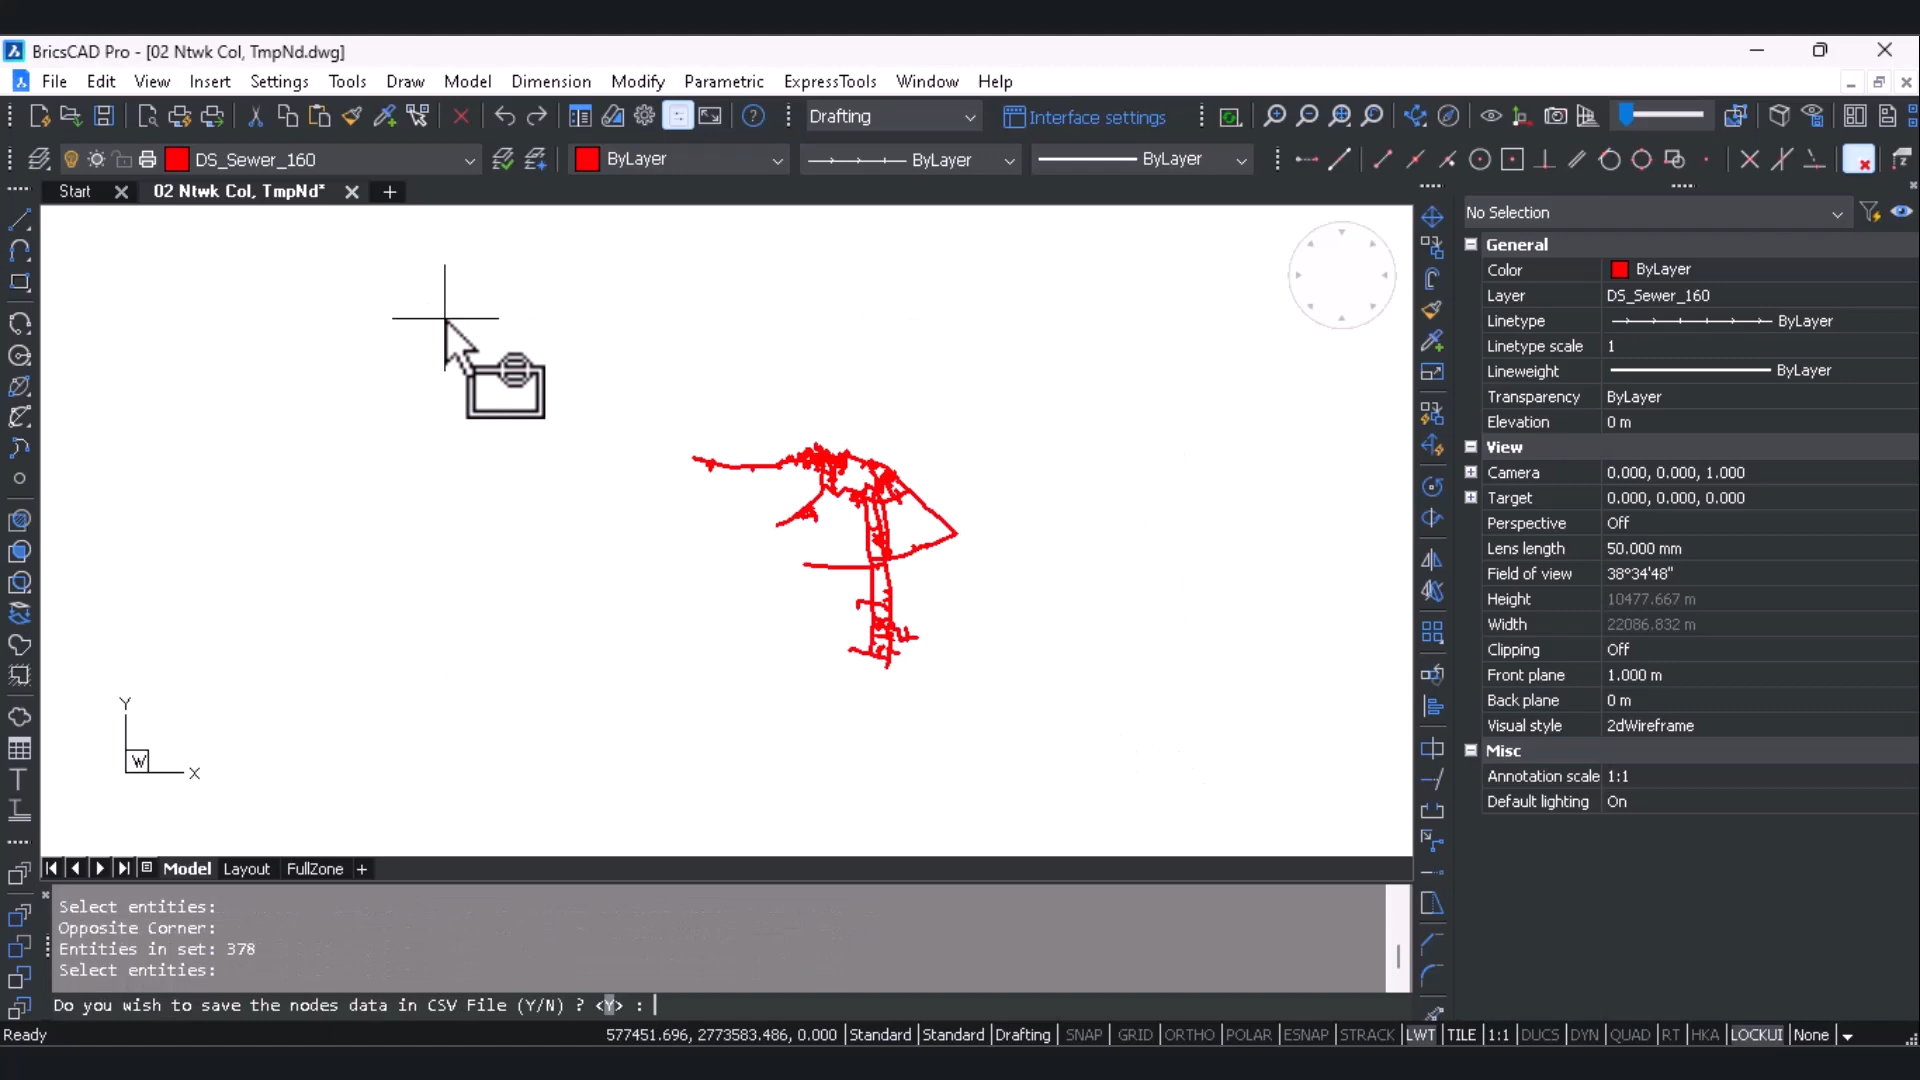 BricsCAD Pro - [02 Ntwk Col, TmpNd.dwg]
File Edit View Insert Settings Tools Draw Model Dimension Modify Parametric ExpressTools Window Help
Drafting Interface settings
DS_Sewer_160 ByLayer ByLayer ByLayer
Start 02 Ntwk Col, TmpNd*
No Selection
General
Color ByLayer
Layer DS_Sewer_160
Linetype ByLayer
Linetype scale 1
Lineweight ByLayer
Transparency ByLayer
Elevation 0 m
View
Camera 0.000, 0.000, 1.000
Target 0.000, 0.000, 0.000
Perspective Off
Lens length 50.000 mm
Field of view 38°34'48"
Height 10477.667 m
Width 22086.832 m
Clipping Off
Front plane 1.000 m
Back plane 0 m
Visual style 2dWireframe
Misc
Annotation scale 1:1
Default lighting On
Y
W X
Model Layout FullZone +
Select entities:
Opposite Corner:
Entities in set: 378
Select entities:
Do you wish to save the nodes data in CSV File (Y/N) ? <Y> :
Ready 577451.696, 2773583.486, 0.000 Standard Standard Drafting SNAP GRID ORTHO POLAR ESNAP STRACK LWT TILE 1:1 DUCS DYN QUAD RT HKA LOCKUI None